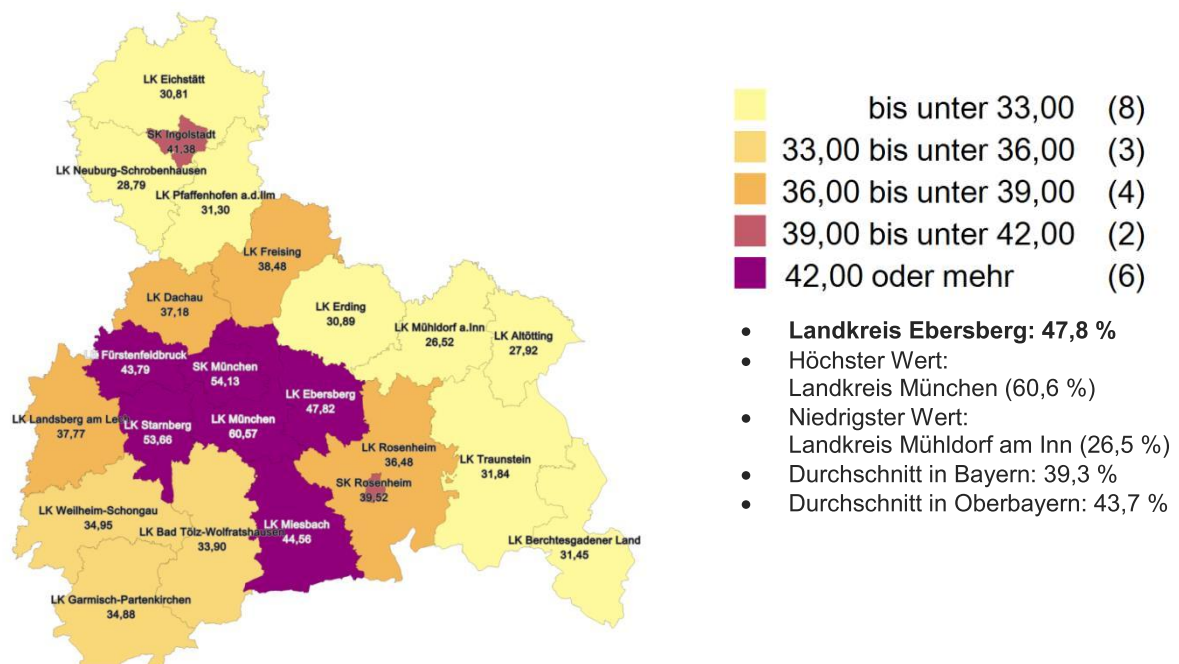 LK Eichstätt
30,81
SK Ingolstadt
41,38
LK Neuburg-Schrobenhausen
28,79
LK Pfaffenhofen a.d.Ilm
31,30
LK Freising
38,48
LK Dachau
37,18
LK Erding
30,89
LK Mühldorf a.Inn
26,52
LK Altötting
27,92
LK Fürstenfeldbruck
43,79
SK München
54,13
LK Ebersberg
47,82
LK Landsberg am Lech
37,77
LK Starnberg
53,66
LK München
60,57
LK Rosenheim
36,48
SK Rosenheim
39,52
LK Traunstein
31,84
LK Weilheim-Schongau
34,95
LK Bad Tölz-Wolfratshausen
33,90
LK Miesbach
44,56
LK Berchtesgadener Land
31,45
LK Garmisch-Partenkirchen
34,88
bis unter 33,00 (8)
33,00 bis unter 36,00 (3)
36,00 bis unter 39,00 (4)
39,00 bis unter 42,00 (2)
42,00 oder mehr (6)
• Landkreis Ebersberg: 47,8 %
• Höchster Wert:
Landkreis München (60,6 %)
• Niedrigster Wert:
Landkreis Mühldorf am Inn (26,5 %)
• Durchschnitt in Bayern: 39,3 %
• Durchschnitt in Oberbayern: 43,7 %